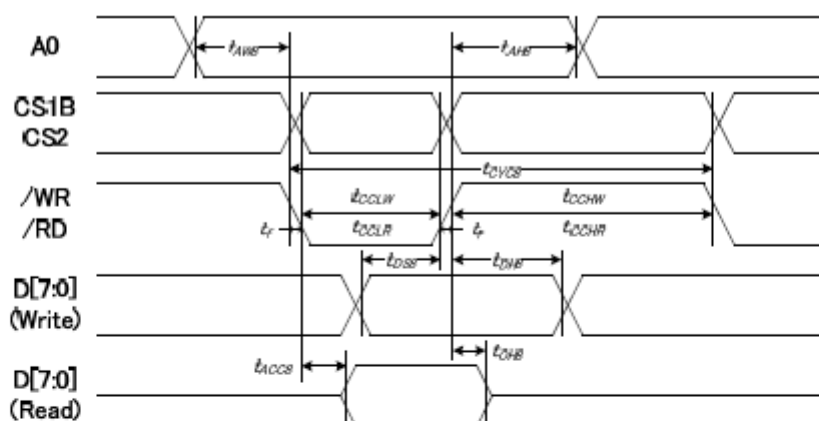 A0
tAW8
tAH8
CS1B
CS2
tCYC8
/WR
/RD
tCCLW
tCCHW
tf
tCCLR
tr
tCCHR
tDS8
tDH8
D[7:0]
(Write)
tACC8
tOH8
D[7:0]
(Read)